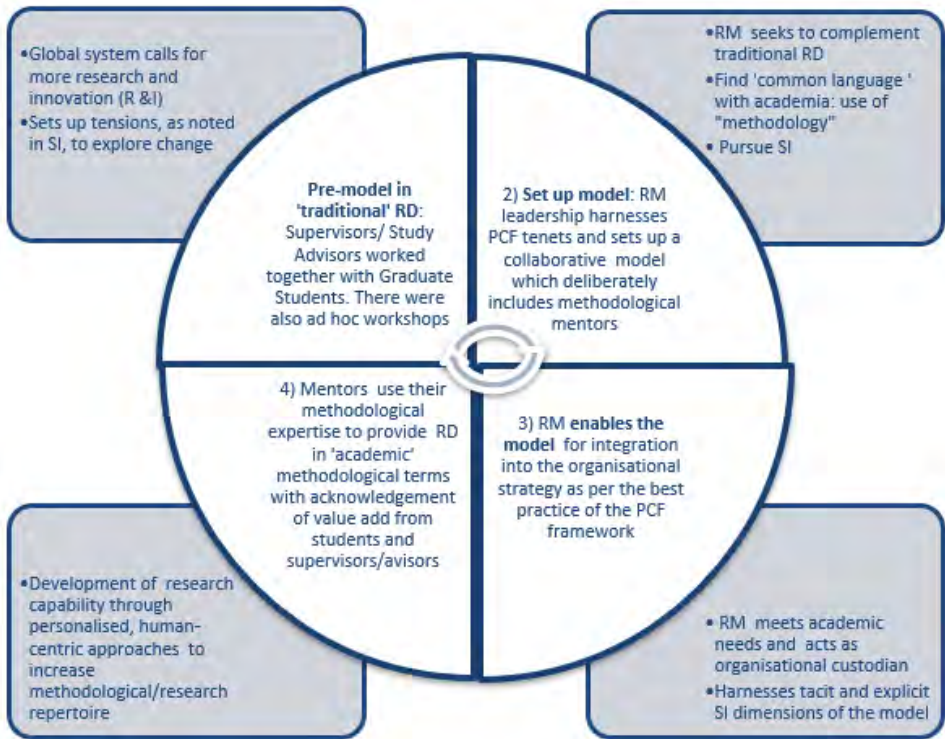 •Global system calls for
more research and
innovation (R &I)
•Sets up tensions, as noted
in SI, to explore change
•RM seeks to complement
traditional RD
•Find 'common language '
with academia: use of
"methodology"
• Pursue SI
Pre-model in
'traditional' RD:
Supervisors/ Study
Advisors worked
together with Graduate
Students. There were
also ad hoc workshops
2) Set up model: RM
leadership harnesses
PCF tenets and sets up a
collaborative model
which deliberately
includes methodological
mentors
4) Mentors use their
methodological
expertise to provide RD
in 'academic'
methodological terms
with acknowledgement
of value add from
students and
supervisors/avisors
3) RM enables the
model for integration
into the organisational
strategy as per the best
practice of the PCF
framework
•Development of research
capability through
personalised, human-
centric approaches to
increase
methodological/research
repertoire
• RM meets academic
needs and acts as
organisational custodian
•Harnesses tacit and explicit
SI dimensions of the model